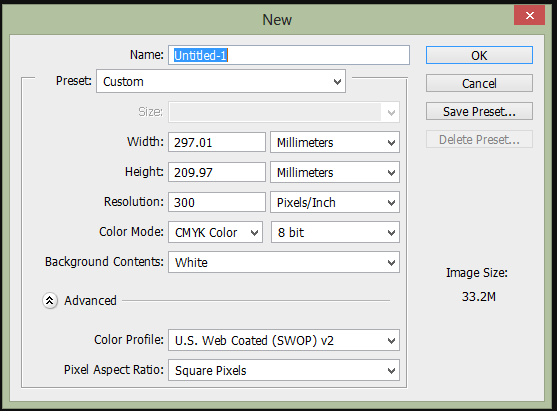 New
Name: Untitled-1
OK
Preset: Custom
Cancel
Size:
Save Preset...
Width: 297.01 Millimeters
Delete Preset...
Height: 209.97 Millimeters
Resolution: 300 Pixels/Inch
Color Mode: CMYK Color 8 bit
Background Contents: White
Image Size:
33.2M
Advanced
Color Profile: U.S. Web Coated (SWOP) v2
Pixel Aspect Ratio: Square Pixels